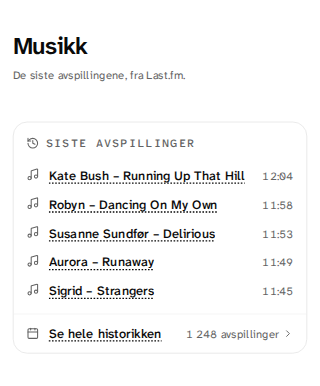 Musikk
De siste avspillingene, fra Last.fm.
SISTE AVSPILLINGER
Kate Bush – Running Up That Hill 12:04
Robyn – Dancing On My Own 11:58
Susanne Sundfør – Delirious 11:53
Aurora – Runaway 11:49
Sigrid – Strangers 11:45
Se hele historikken 1 248 avspillinger